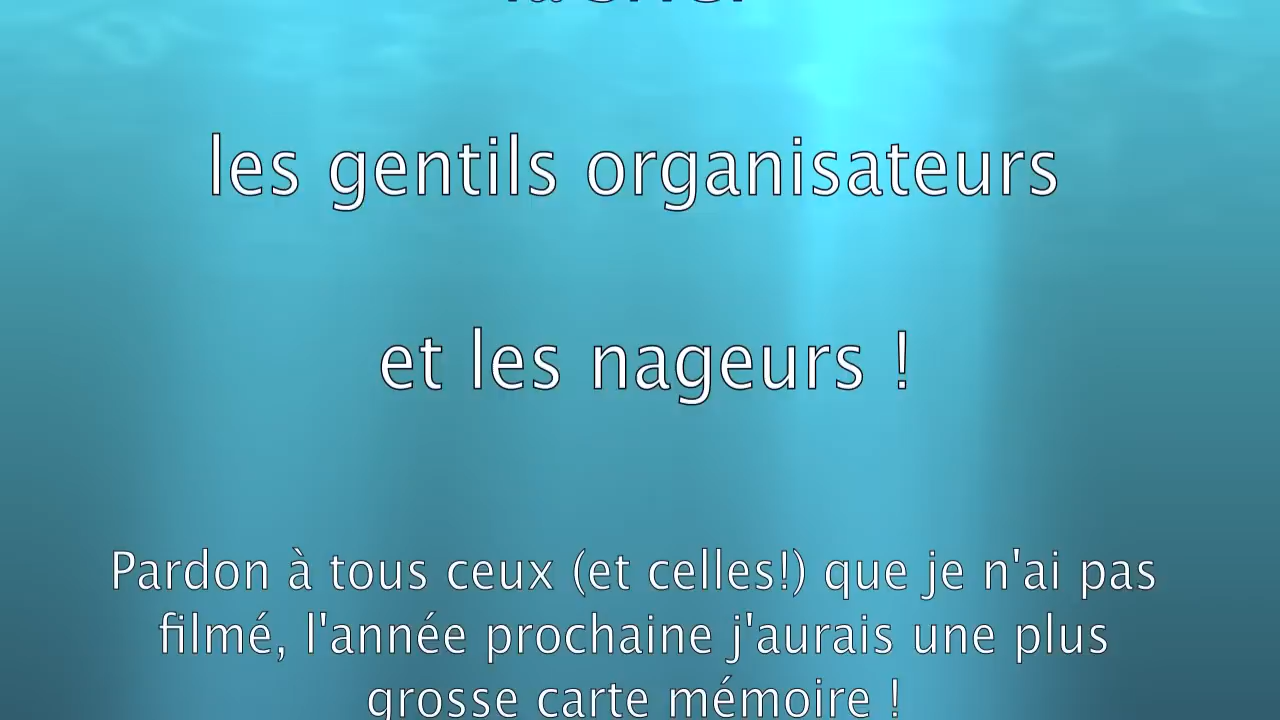 les gentils organisateurs
et les nageurs !
Pardon à tous ceux (et celles!) que je n'ai pas
filmé, l'année prochaine j'aurais une plus
grosse carte mémoire !